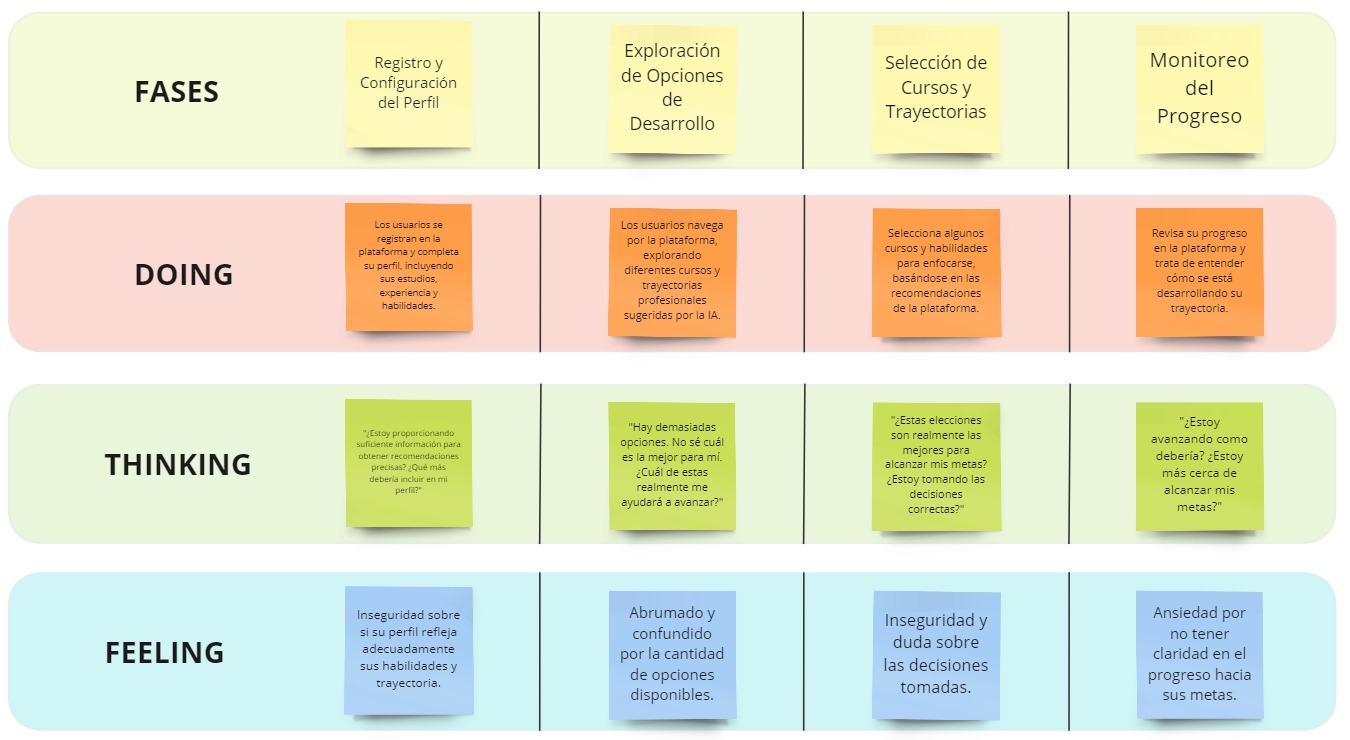 FASES
Registro y
Configuración
del Perfil
Exploración
de Opciones
de
Desarrollo
Selección de
Cursos y
Trayectorias
Monitoreo
del
Progreso
DOING
Los usuarios se
registran en la
plataforma y completa
su perfil, incluyendo
sus estudios,
experiencia y
habilidades.
Los usuarios navega
por la plataforma,
explorando
diferentes cursos y
trayectorias
profesionales
sugeridas por la IA.
Selecciona algunos
cursos y habilidades
para enfocarse,
basándose en las
recomendaciones
de la plataforma.
Revisa su progreso
en la plataforma y
trata de entender
cómo se está
desarrollando su
trayectoria.
THINKING
"¿Estoy proporcionando
suficiente información para
obtener recomendaciones
precisas? ¿Qué más
debería incluir en mi
perfil?"
"Hay demasiadas
opciones. No sé cuál
es la mejor para mí.
¿Cuál de estas
realmente me
ayudará a avanzar?"
"¿Estas elecciones
son realmente las
mejores para
alcanzar mis metas?
¿Estoy tomando las
decisiones
correctas?"
"¿Estoy
avanzando como
debería? ¿Estoy
más cerca de
alcanzar mis
metas?"
FEELING
Inseguridad sobre
si su perfil refleja
adecuadamente
sus habilidades y
trayectoria.
Abrumado y
confundido
por la cantidad
de opciones
disponibles.
Inseguridad y
duda sobre
las decisiones
tomadas.
Ansiedad por
no tener
claridad en el
progreso hacia
sus metas.